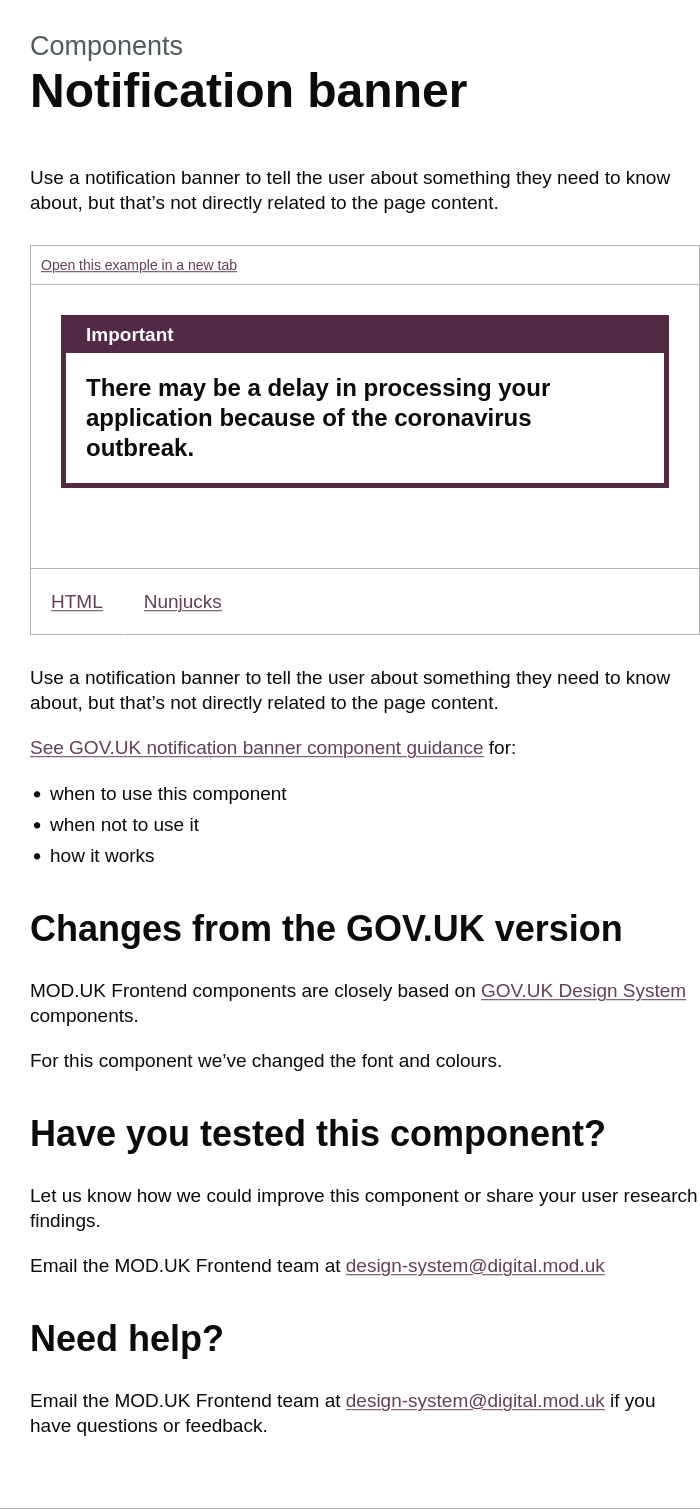 Components
Notification banner
Use a notification banner to tell the user about something they need to know
about, but that’s not directly related to the page content.
Open this example in a new tab
Important
There may be a delay in processing your
application because of the coronavirus
outbreak.
HTML Nunjucks
Use a notification banner to tell the user about something they need to know
about, but that’s not directly related to the page content.
See GOV.UK notification banner component guidance for:
• when to use this component
• when not to use it
• how it works
Changes from the GOV.UK version
MOD.UK Frontend components are closely based on GOV.UK Design System
components.
For this component we’ve changed the font and colours.
Have you tested this component?
Let us know how we could improve this component or share your user research
findings.
Email the MOD.UK Frontend team at design-system@digital.mod.uk
Need help?
Email the MOD.UK Frontend team at design-system@digital.mod.uk if you
have questions or feedback.